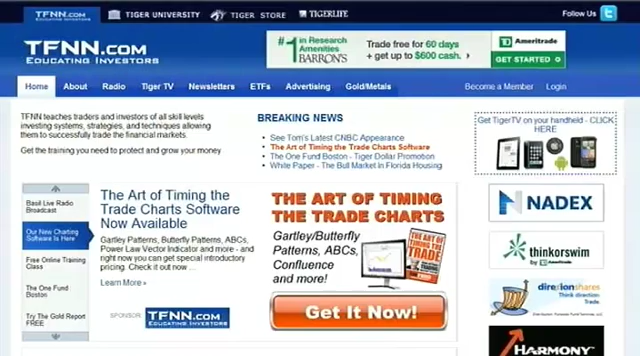 TFNN.COM
EDUCATING INVESTORS
TIGER UNIVERSITY
TIGER STORE
TIGERLIFE
Follow Us
TFNN.COM
EDUCATING INVESTORS
#1 in Research
Amenities
BARRON'S
Trade free for 60 days
+ get up to $600 cash.
Ameritrade
GET STARTED
Home
About
Radio
Tiger TV
Newsletters
ETFs
Advertising
Gold/Metals
Become a Member
Login
TFNN teaches traders and investors of all skill levels
investing systems, strategies, and techniques allowing
them to successfully trade the financial markets.
Get the training you need to protect and grow your money
BREAKING NEWS
See Tom's Latest CNBC Appearance
The Art of Timing the Trade Charts Software
The One Fund Boston - Tiger Dollar Promotion
White Paper - The Bull Market In Florida Housing
Get TigerTV on your handheld - CLICK
HERE
Basil Live Radio
Broadcast
Our New Charting
Software Is Here
Free Online Training
Class
The One Fund
Boston
Try The Gold Report
FREE
The Art of Timing the
Trade Charts Software
Now Available
Gartley Patterns, Butterfly Patterns, ABCs,
Power Law Vector Indicator and more - and
right now you can get special introductory
pricing. Check it out now ...
Learn More »
SPONSOR:
TFNN.COM
EDUCATING INVESTORS
THE ART OF TIMING
THE TRADE CHARTS
Gartley/Butterfly
Patterns, ABCs,
Confluence
and more!
Get It Now!
NADEX
thinkorswim
by TD Ameritrade
direxionshares
Think direction.
Trade.
HARMONY